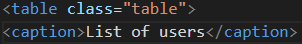 <table class="table">
<caption>List of users</caption>